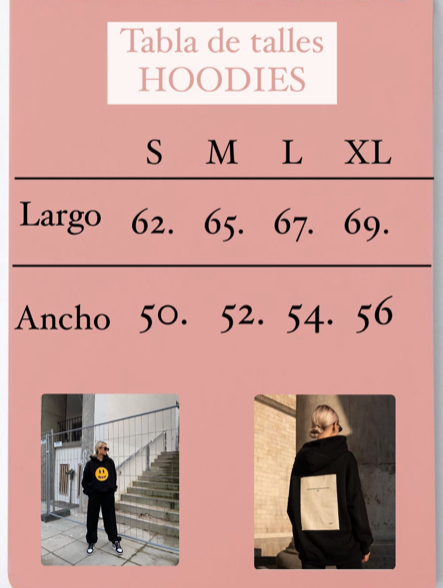 Tabla de talles
HOODIES
S M L XL
Largo 62. 65. 67. 69.
Ancho 50. 52. 54. 56